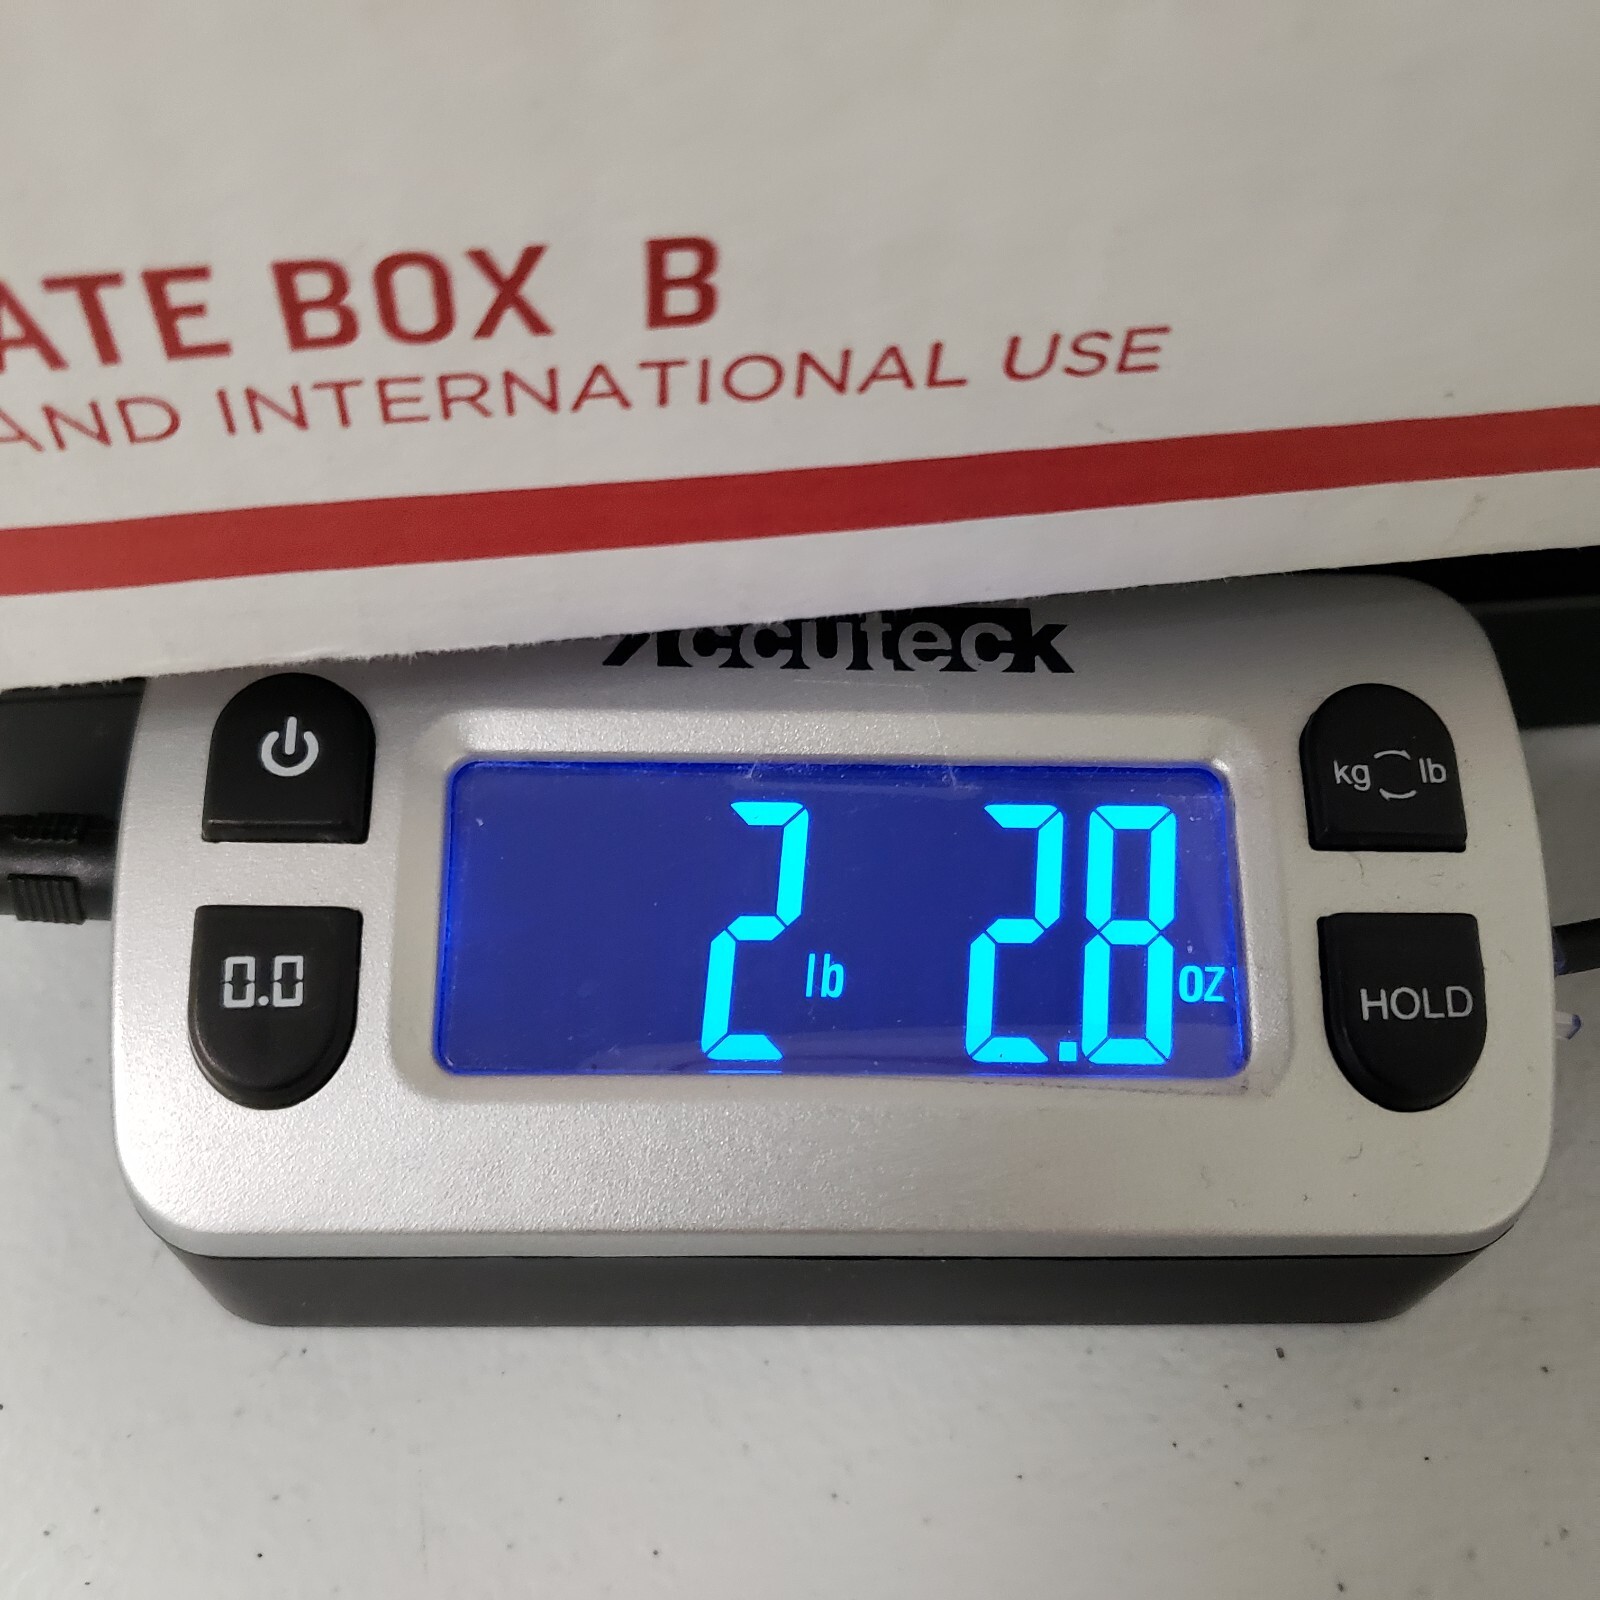 ATE BOX B
AND INTERNATIONAL USE
Accuteck
kg lb
2 lb 2.8 oz
0.0
HOLD